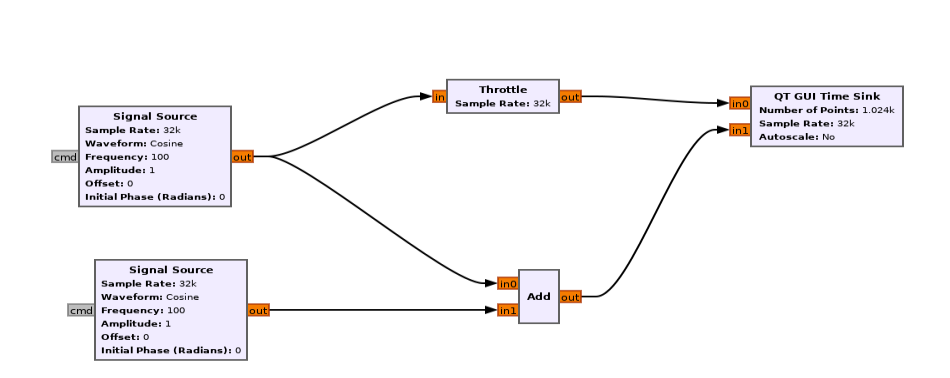 Throttle
in
Sample Rate: 32k
out
QT GUI Time Sink
in0
Number of Points: 1.024k
Sample Rate: 32k
in1
Autoscale: No
Signal Source
Sample Rate: 32k
Waveform: Cosine
cmd
Frequency: 100
out
Amplitude: 1
Offset: 0
Initial Phase (Radians): 0
Signal Source
Sample Rate: 32k
Waveform: Cosine
cmd
Frequency: 100
out
Amplitude: 1
Offset: 0
Initial Phase (Radians): 0
in0
Add
out
in1